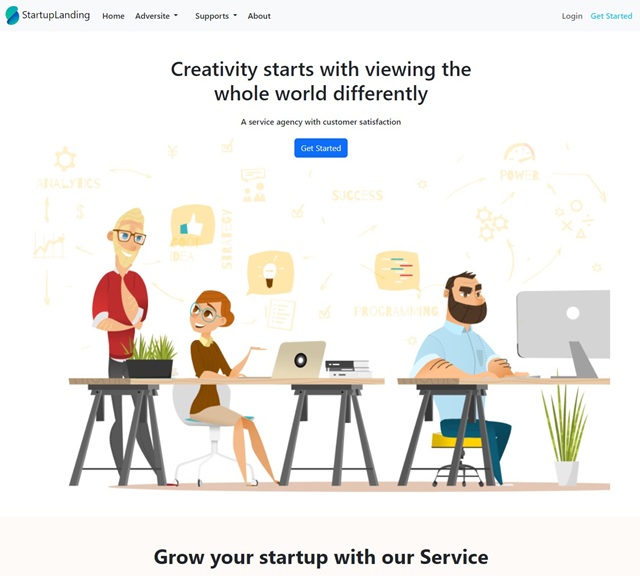 StartupLanding
Home
Adversite
Supports
About
Login
Get Started
Creativity starts with viewing the
whole world differently
A service agency with customer satisfaction
Get Started
ANALYTICS
SUCCESS
POWER
STRATEGY
IDEA
PROGRAMMING
Grow your startup with our Service